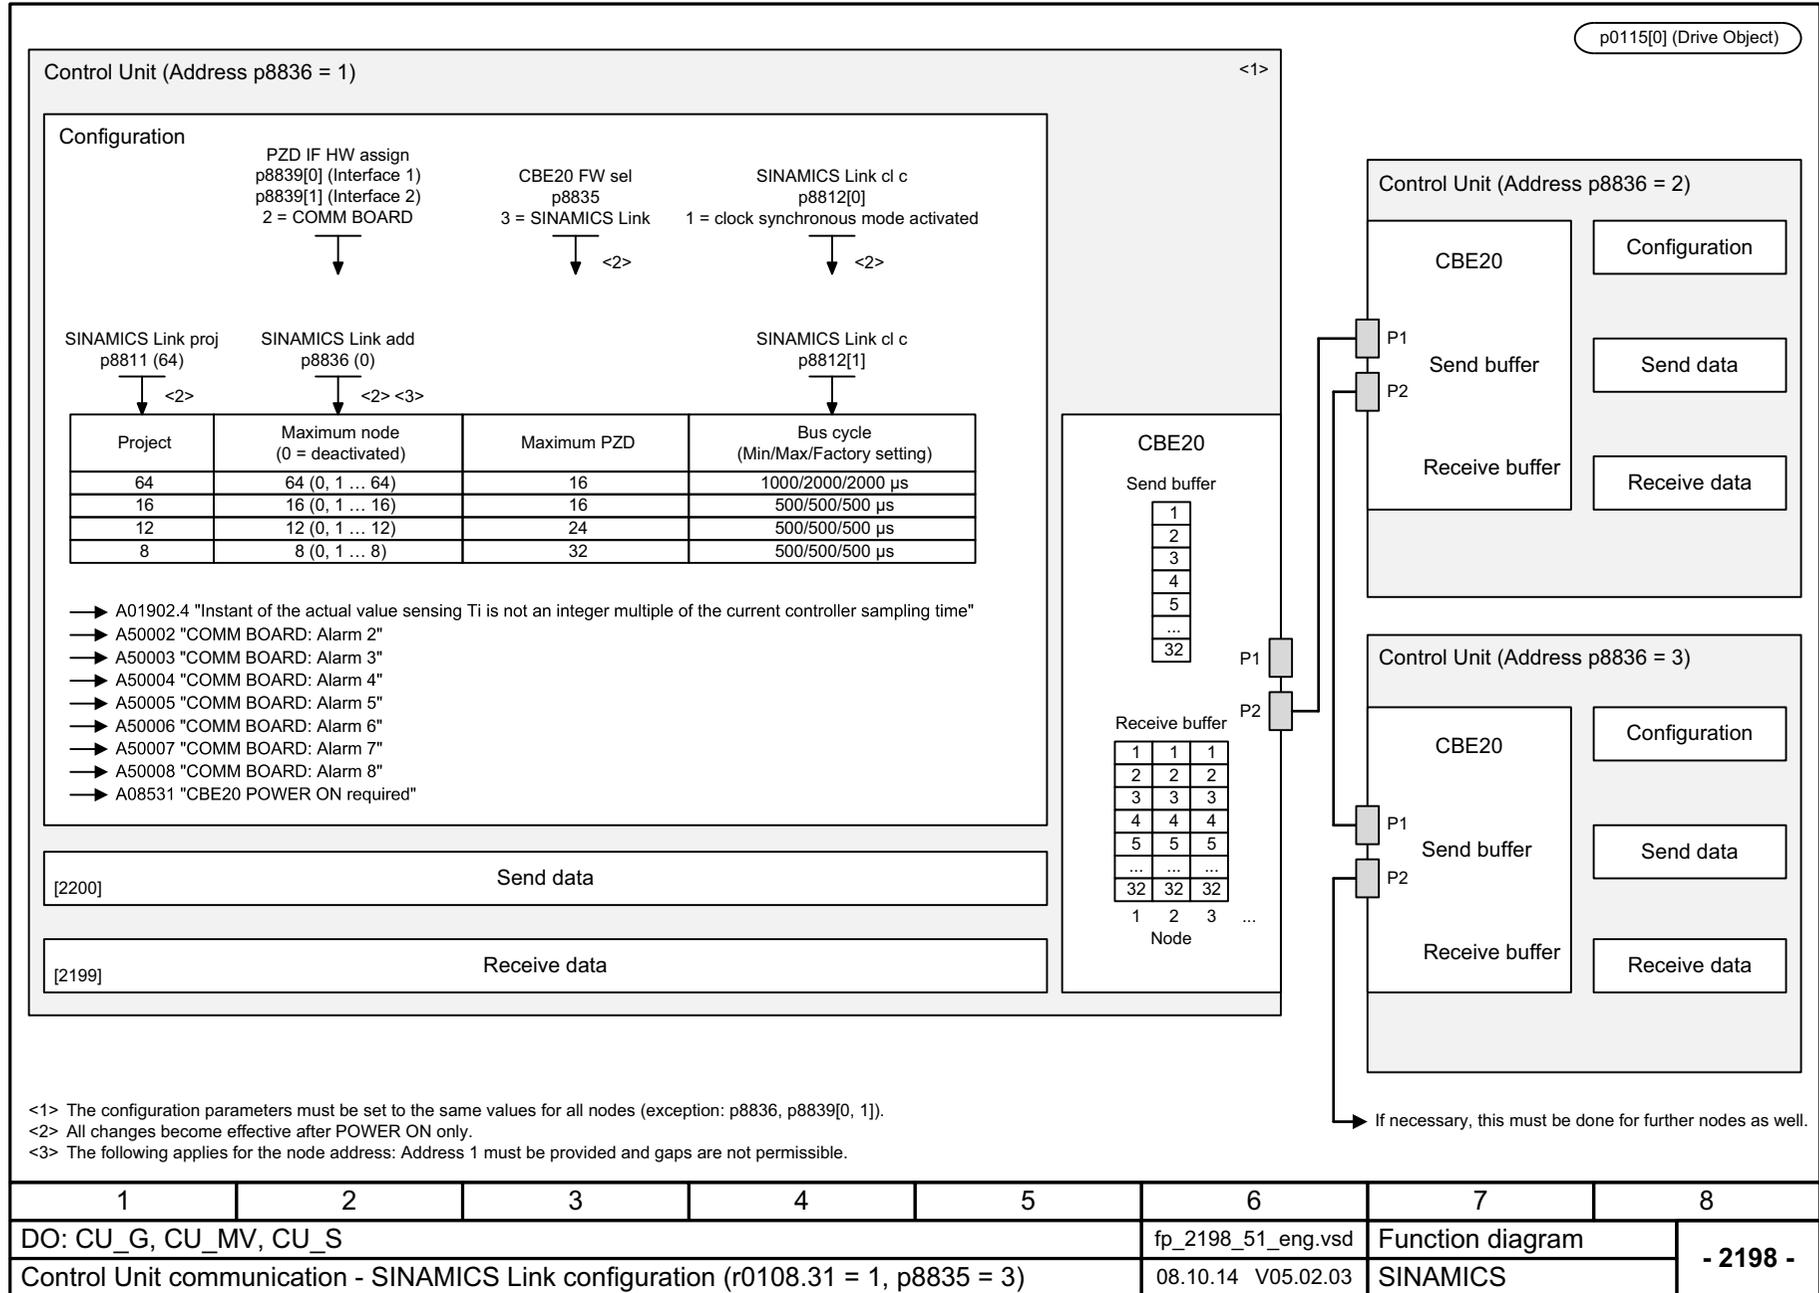 p0115[0] (Drive Object)
Control Unit (Address p8836 = 1)
<1>
Configuration
PZD IF HW assign
p8839[0] (Interface 1)
p8839[1] (Interface 2)
2 = COMM BOARD
CBE20 FW sel
p8835
3 = SINAMICS Link
<2>
SINAMICS Link cl c
p8812[0]
1 = clock synchronous mode activated
<2>
SINAMICS Link proj
p8811 (64)
<2>
SINAMICS Link add
p8836 (0)
<2> <3>
SINAMICS Link cl c
p8812[1]
Project
Maximum node
(0 = deactivated)
Maximum PZD
Bus cycle
(Min/Max/Factory setting)
64 64 (0, 1 … 64) 16 1000/2000/2000 µs
16 16 (0, 1 … 16) 16 500/500/500 µs
12 12 (0, 1 … 12) 24 500/500/500 µs
8 8 (0, 1 … 8) 32 500/500/500 µs
A01902.4 "Instant of the actual value sensing Ti is not an integer multiple of the current controller sampling time"
A50002 "COMM BOARD: Alarm 2"
A50003 "COMM BOARD: Alarm 3"
A50004 "COMM BOARD: Alarm 4"
A50005 "COMM BOARD: Alarm 5"
A50006 "COMM BOARD: Alarm 6"
A50007 "COMM BOARD: Alarm 7"
A50008 "COMM BOARD: Alarm 8"
A08531 "CBE20 POWER ON required"
[2200]
Send data
[2199]
Receive data
CBE20
Send buffer
1
2
3
4
5
...
32
P1
P2
Receive buffer
1 1 1
2 2 2
3 3 3
4 4 4
5 5 5
... ... ...
32 32 32
1 2 3 ...
Node
Control Unit (Address p8836 = 2)
CBE20
Configuration
P1
Send buffer
Send data
P2
Receive buffer
Receive data
Control Unit (Address p8836 = 3)
CBE20
Configuration
P1
Send buffer
Send data
P2
Receive buffer
Receive data
If necessary, this must be done for further nodes as well.
<1> The configuration parameters must be set to the same values for all nodes (exception: p8836, p8839[0, 1]).
<2> All changes become effective after POWER ON only.
<3> The following applies for the node address: Address 1 must be provided and gaps are not permissible.
1 2 3 4 5 6 7 8
DO: CU_G, CU_MV, CU_S
fp_2198_51_eng.vsd
Function diagram
- 2198 -
Control Unit communication - SINAMICS Link configuration (r0108.31 = 1, p8835 = 3)
08.10.14 V05.02.03
SINAMICS